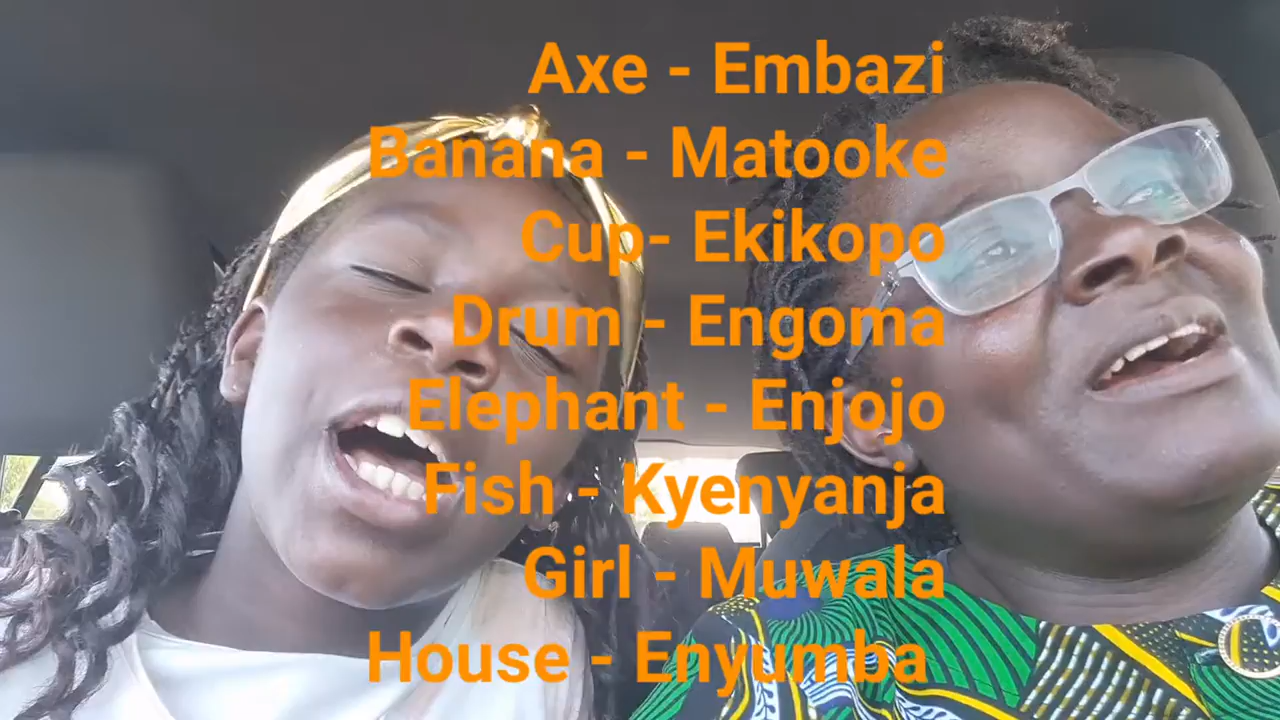 Axe - Embazi
Banana - Matooke
Cup- Ekikopo
Drum - Engoma
Elephant - Enjojo
Fish - Kyenyanja
Girl - Muwala
House - Enyumba